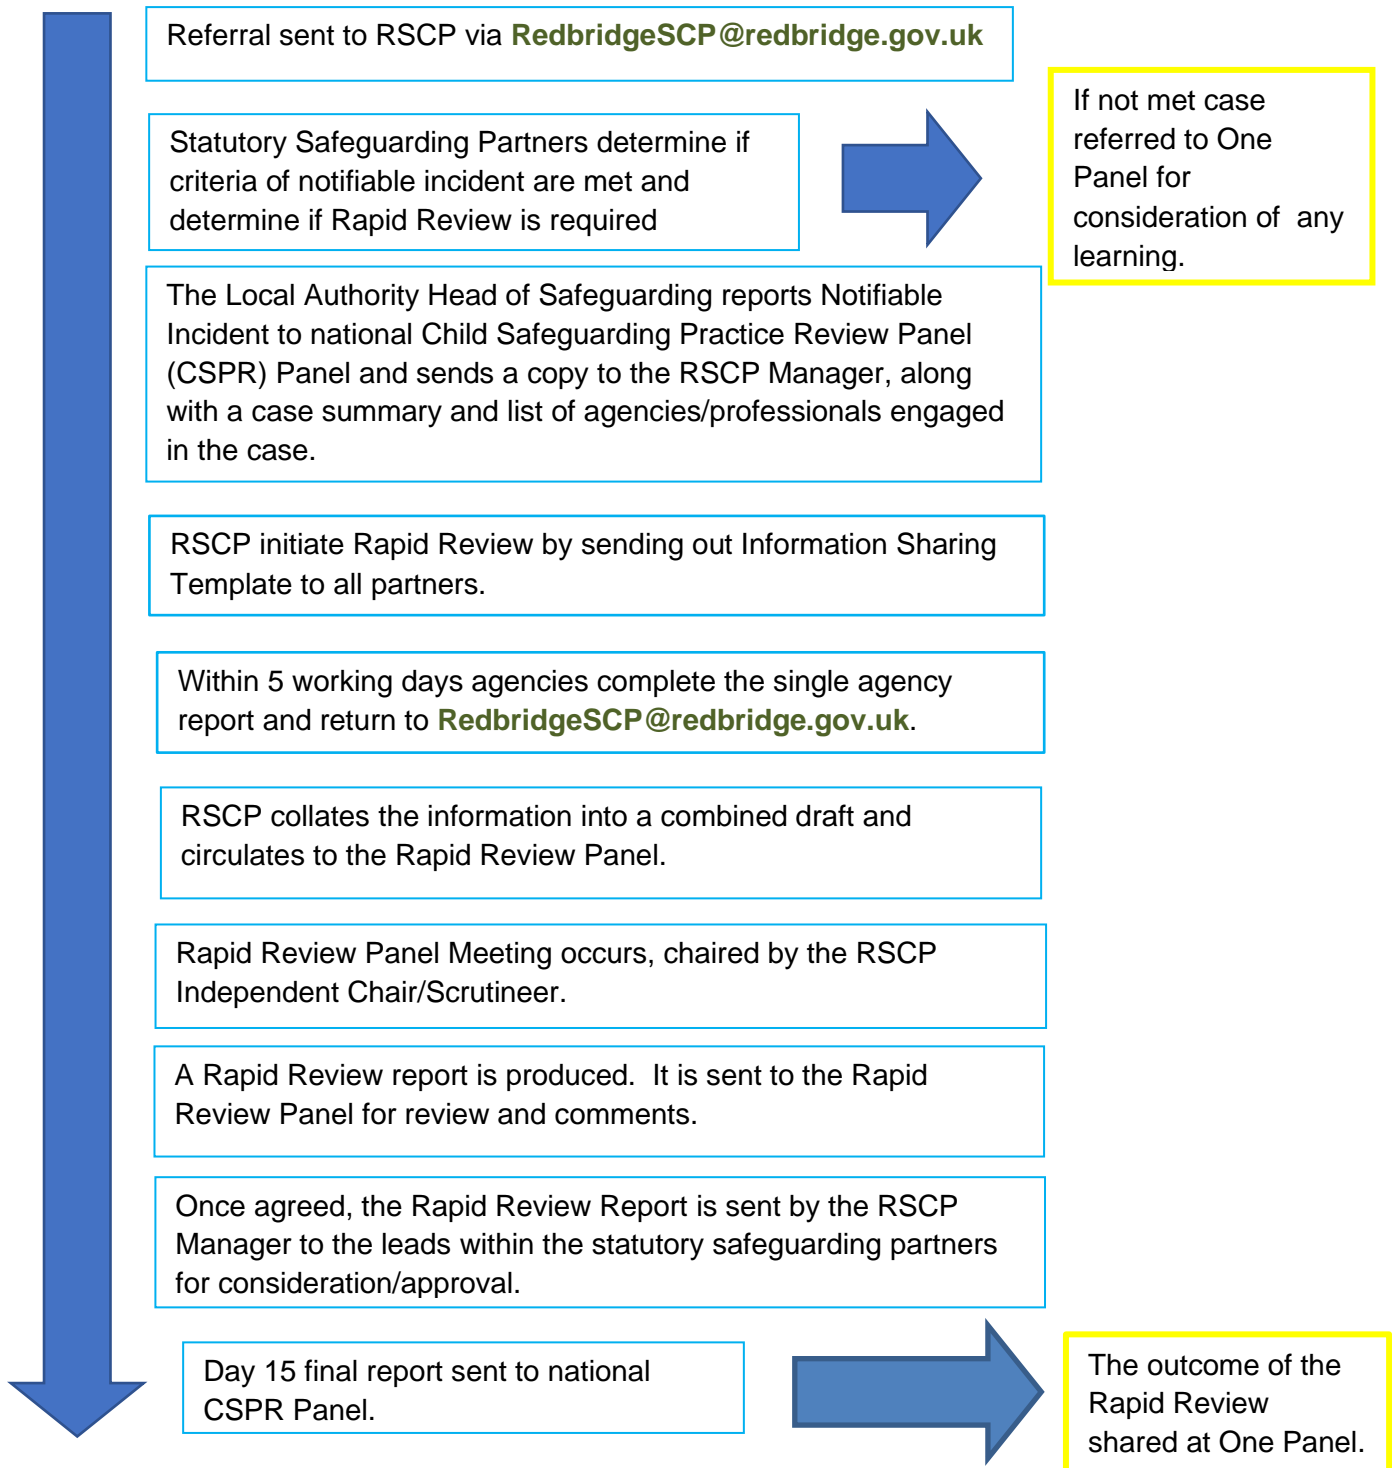 Referral sent to RSCP via RedbridgeSCP@redbridge.gov.uk
Statutory Safeguarding Partners determine if
criteria of notifiable incident are met and
determine if Rapid Review is required
If not met case
referred to One
Panel for
consideration of  any
learning.
The Local Authority Head of Safeguarding reports Notifiable
Incident to national Child Safeguarding Practice Review Panel
(CSPR) Panel and sends a copy to the RSCP Manager, along
with a case summary and list of agencies/professionals engaged
in the case.
RSCP initiate Rapid Review by sending out Information Sharing
Template to all partners.
Within 5 working days agencies complete the single agency
report and return to RedbridgeSCP@redbridge.gov.uk.
RSCP collates the information into a combined draft and
circulates to the Rapid Review Panel.
Rapid Review Panel Meeting occurs, chaired by the RSCP
Independent Chair/Scrutineer.
A Rapid Review report is produced.  It is sent to the Rapid
Review Panel for review and comments.
Once agreed, the Rapid Review Report is sent by the RSCP
Manager to the leads within the statutory safeguarding partners
for consideration/approval.
Day 15 final report sent to national
CSPR Panel.
The outcome of the
Rapid Review
shared at One Panel.